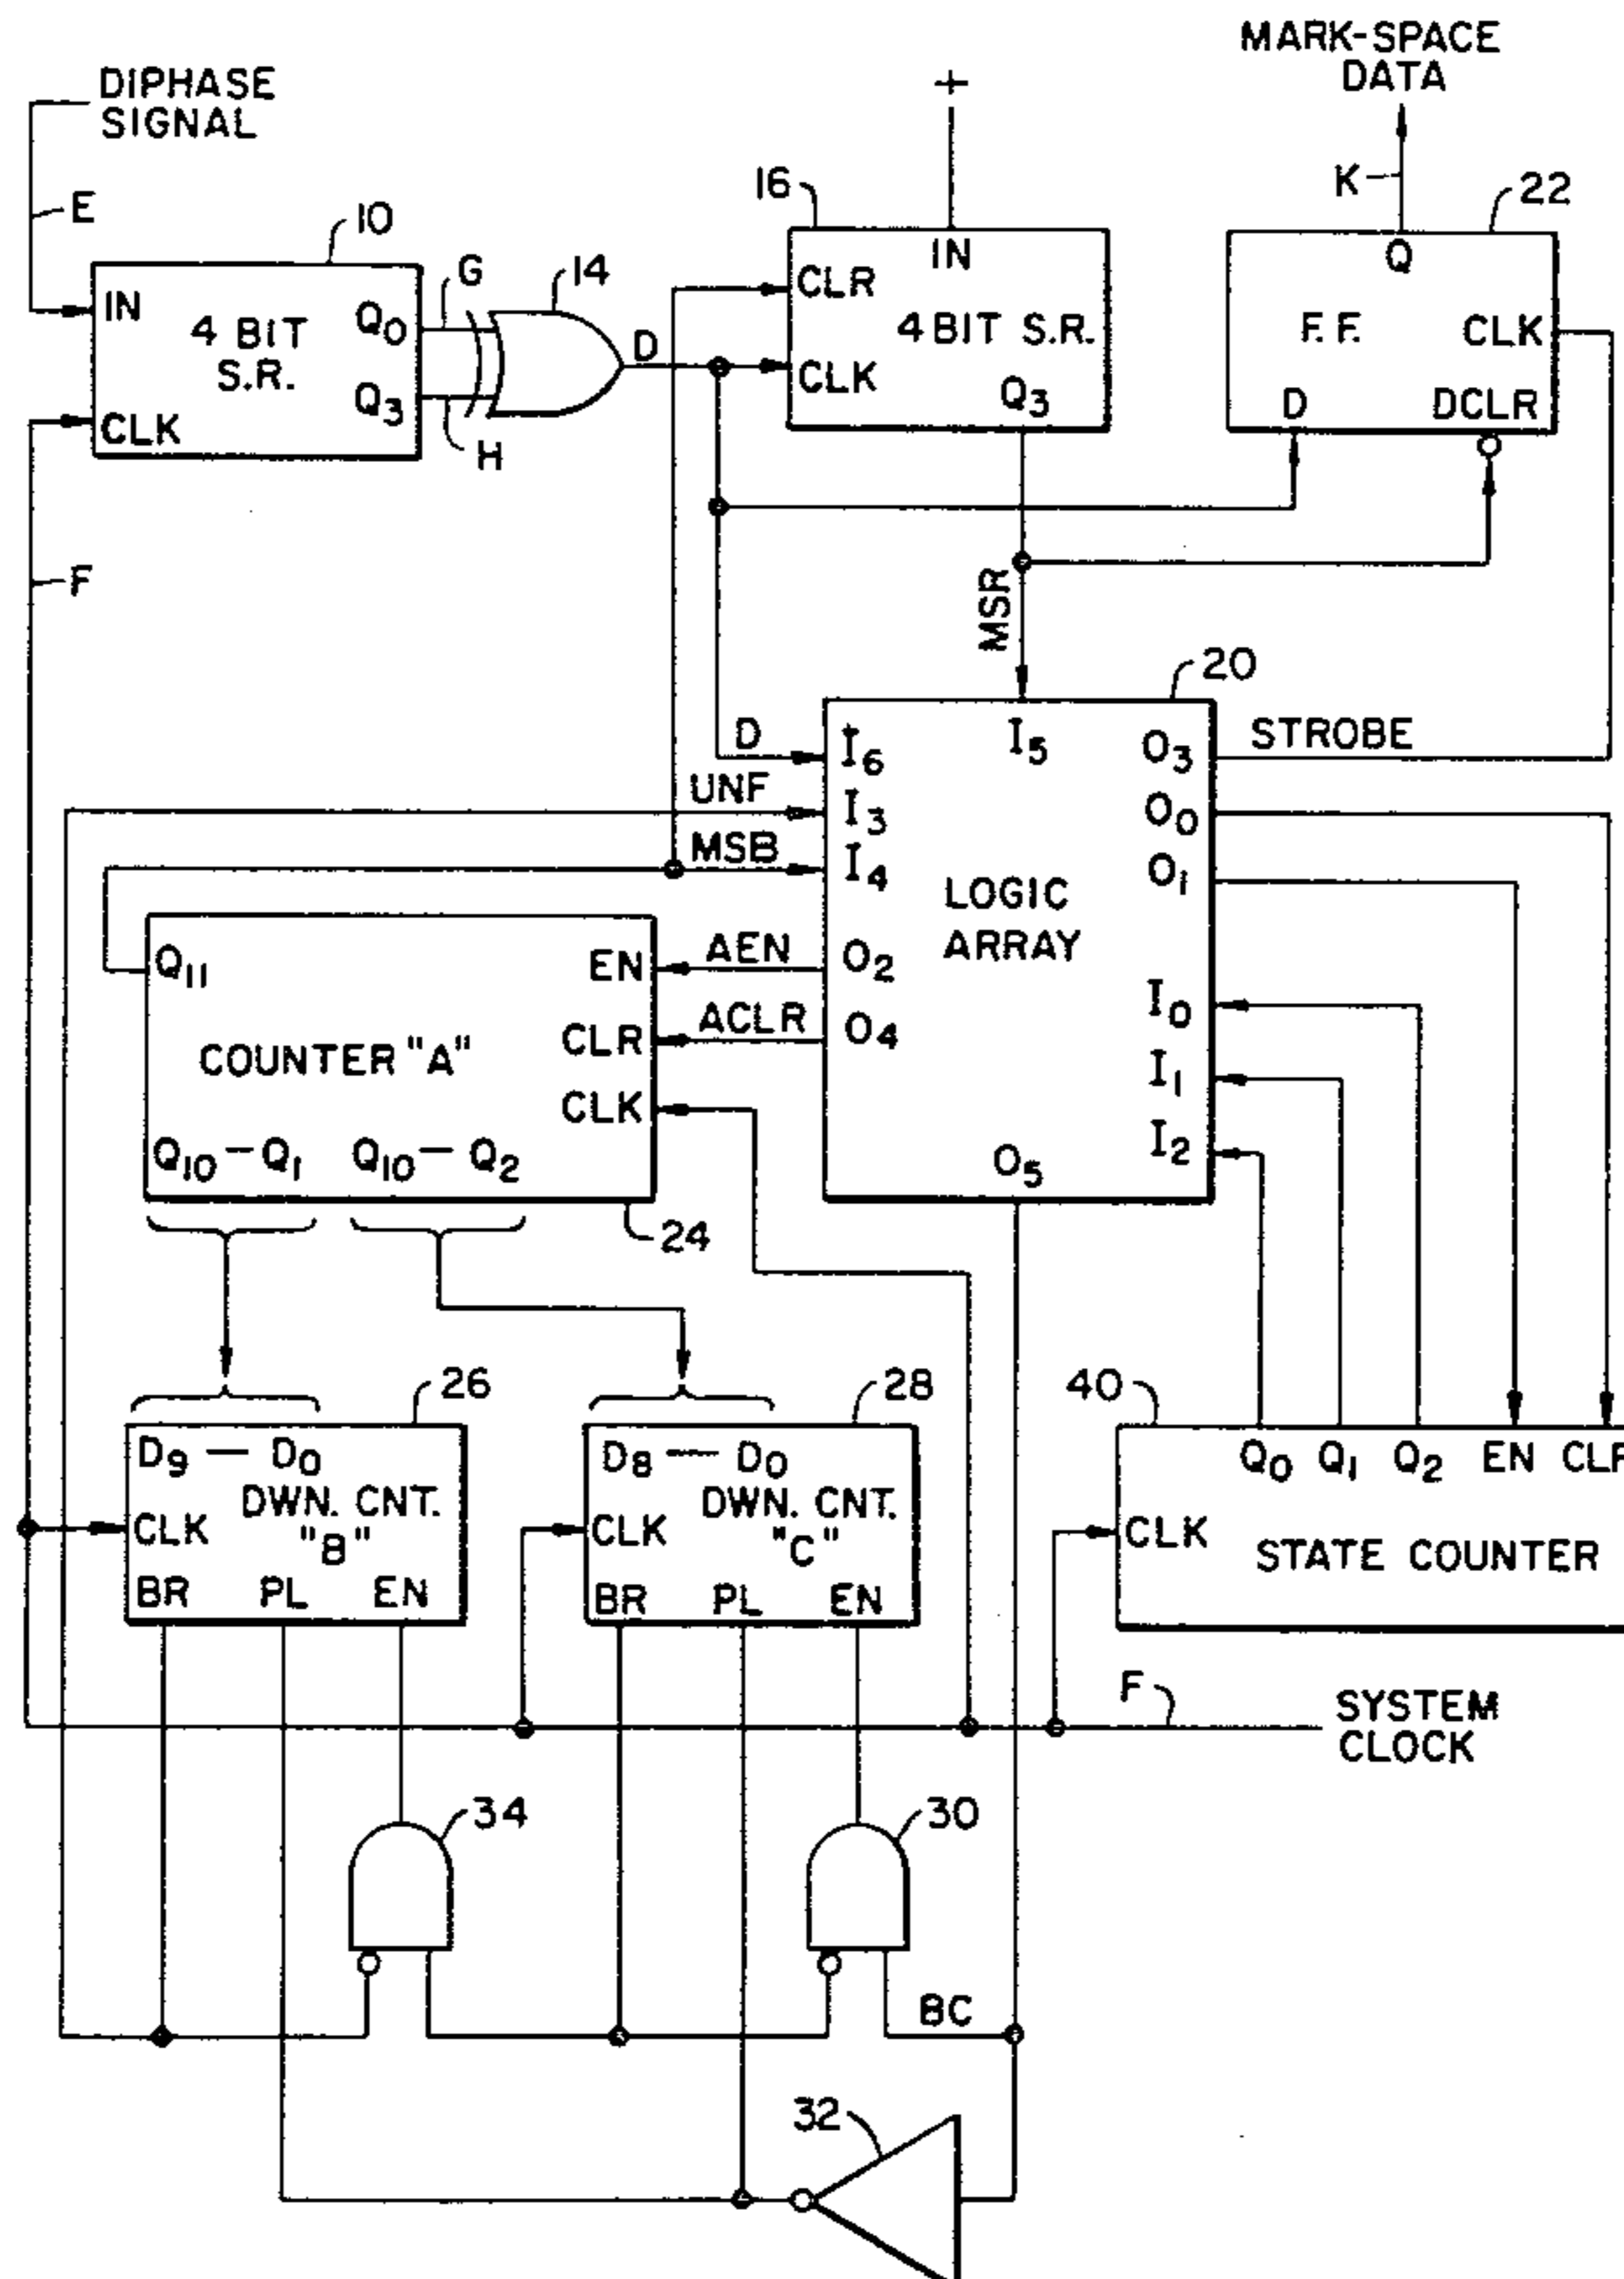 MARK-SPACE
DATA
DIPHASE
SIGNAL
+
K
E
10
G
14
16
22
IN
4 BIT
S.R.
Q0
Q3
CLK
H
D
IN
CLR
4 BIT S.R.
CLK
Q3
Q
F.F.
CLK
D
DCLR
F
MSR
20
D
UNF
MSB
I6
I3
I4
I5
O3
O0
O1
STROBE
LOGIC
ARRAY
AEN
ACLR
O2
O4
O5
I0
I1
I2
Q11
EN
CLR
CLK
COUNTER "A"
Q10-Q1
Q10-Q2
24
26
28
40
D9-D0
DWN. CNT.
"B"
CLK
BR
PL
EN
D8-D0
DWN. CNT.
"C"
CLK
BR
PL
EN
Q0
Q1
Q2
EN
CLR
CLK
STATE COUNTER
F
SYSTEM
CLOCK
34
30
BC
32